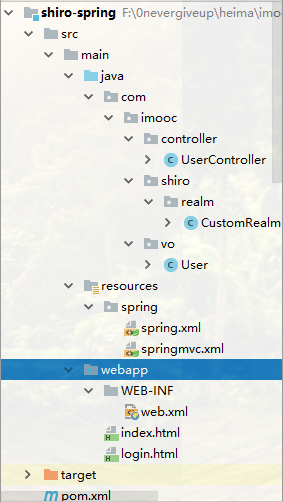 shiro-spring F:\0nevergiveup\heima\imooc
src
main
java
com
imooc
controller
UserController
shiro
realm
CustomRealm
vo
User
resources
spring
spring.xml
springmvc.xml
webapp
WEB-INF
web.xml
index.html
login.html
target
pom.xml